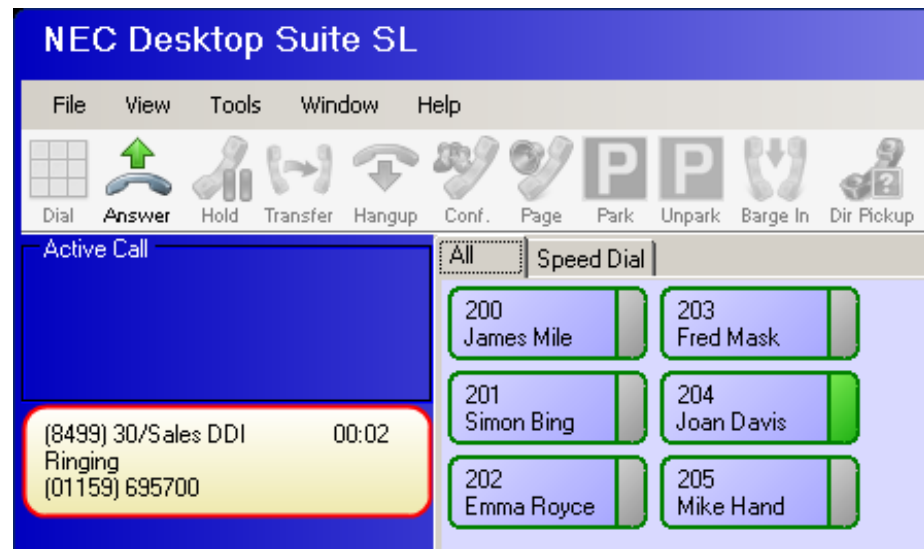 NEC Desktop Suite SL
File View Tools Window Help
Dial Answer Hold Transfer Hangup Conf. Page Park Unpark Barge In Dir Pickup
Active Call
All Speed Dial
(8499) 30/Sales DDI 00:02
Ringing
(01159) 695700
200
James Mile
203
Fred Mask
201
Simon Bing
204
Joan Davis
202
Emma Royce
205
Mike Hand